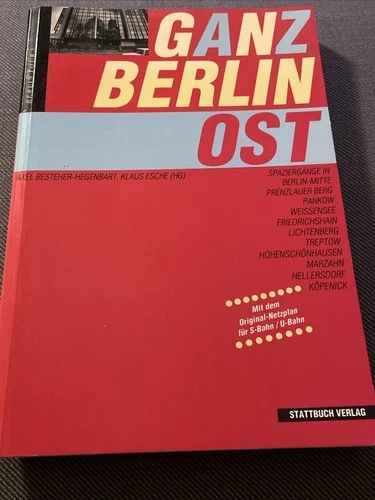 GANZ
BERLIN
OST
AXEL BESTEHER-HEGENBART, KLAUS ESCHE (HG)
SPAZIERGÄNGE IN
BERLIN-MITTE
PRENZLAUER BERG
PANKOW
WEISSENSEE
FRIEDRICHSHAIN
LICHTENBERG
TREPTOW
HOHENSCHÖNHAUSEN
MARZAHN
HELLERSDORF
KÖPENICK
Mit dem
Original-Netzplan
für S-Bahn / U-Bahn
STATTBUCH VERLAG